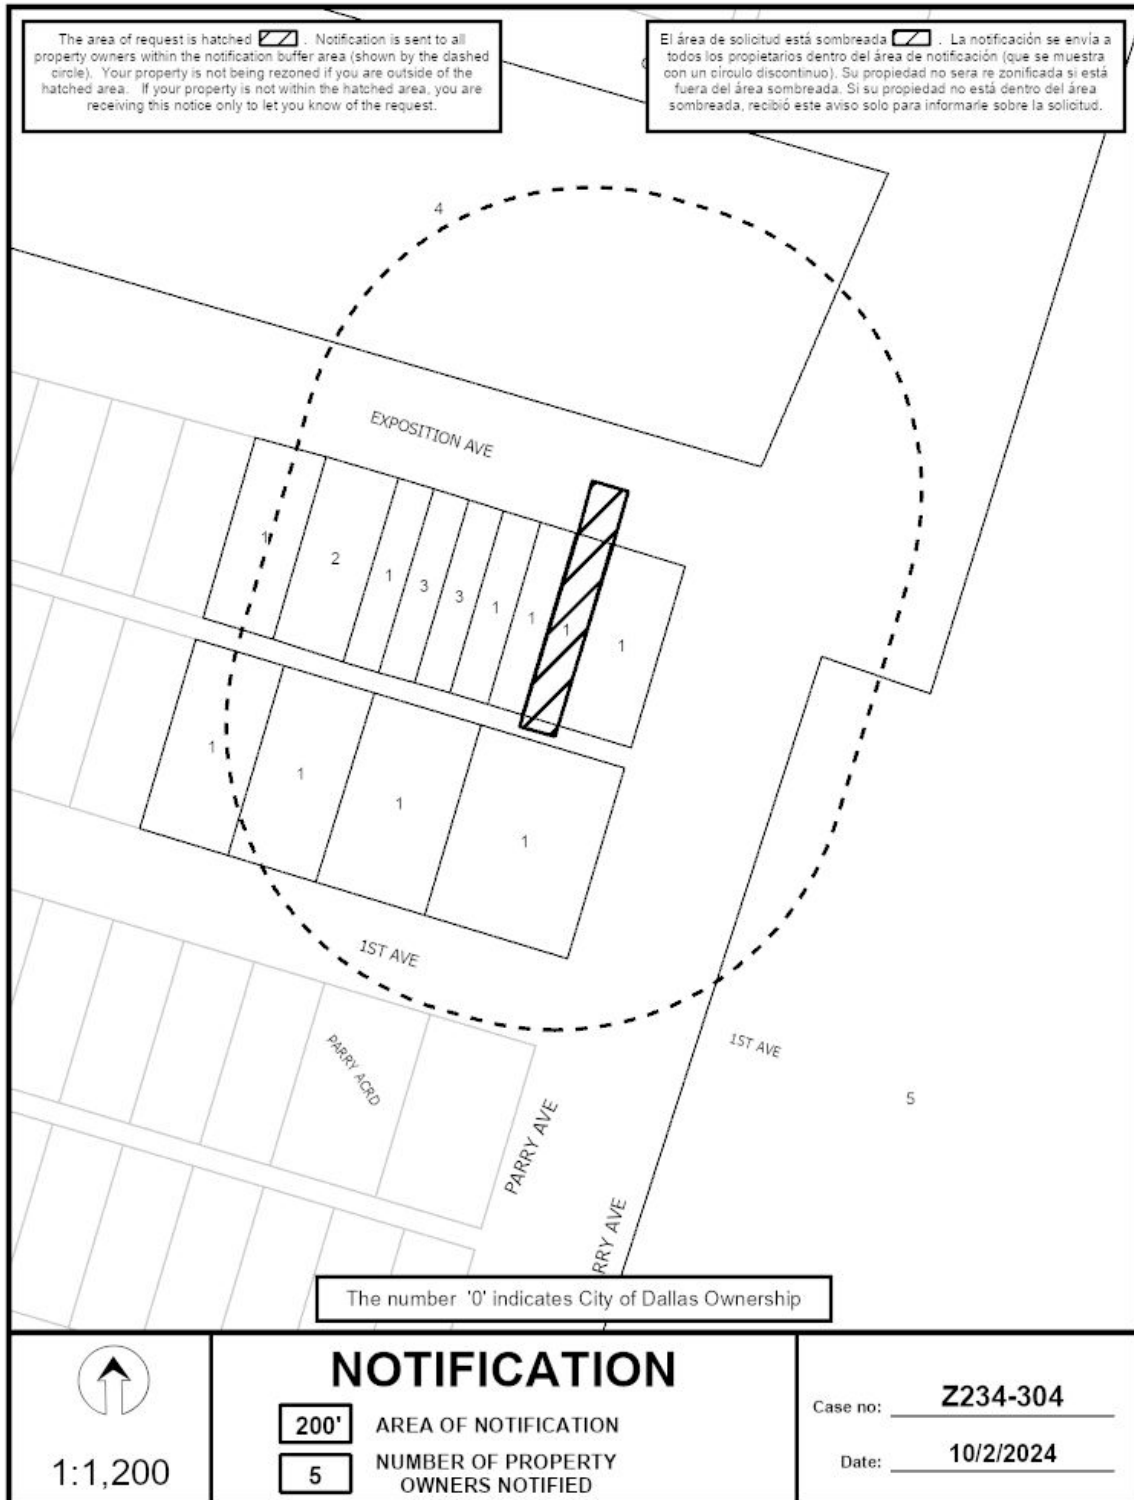 The area of request is hatched . Notification is sent to all
property owners within the notification buffer area (shown by the dashed
circle). Your property is not being rezoned if you are outside of the
hatched area. If your property is not within the hatched area, you are
receiving this notice only to let you know of the request.
El área de solicitud está sombreada . La notificación se envía a
todos los propietarios dentro del área de notificación (que se muestra
con un círculo discontinuo). Su propiedad no sera re zonificada si está
fuera del área sombreada. Si su propiedad no está dentro del área
sombreada, recibió este aviso solo para informarle sobre la solicitud.
4
EXPOSITION AVE
1
2
1
3
3
1
1
1
1
1
1
1
1
1ST AVE
1ST AVE
PARRY ACRD
5
PARRY AVE
RRY AVE
The number '0' indicates City of Dallas Ownership
1:1,200
NOTIFICATION
200' AREA OF NOTIFICATION
5 NUMBER OF PROPERTY
OWNERS NOTIFIED
Case no: Z234-304
Date: 10/2/2024